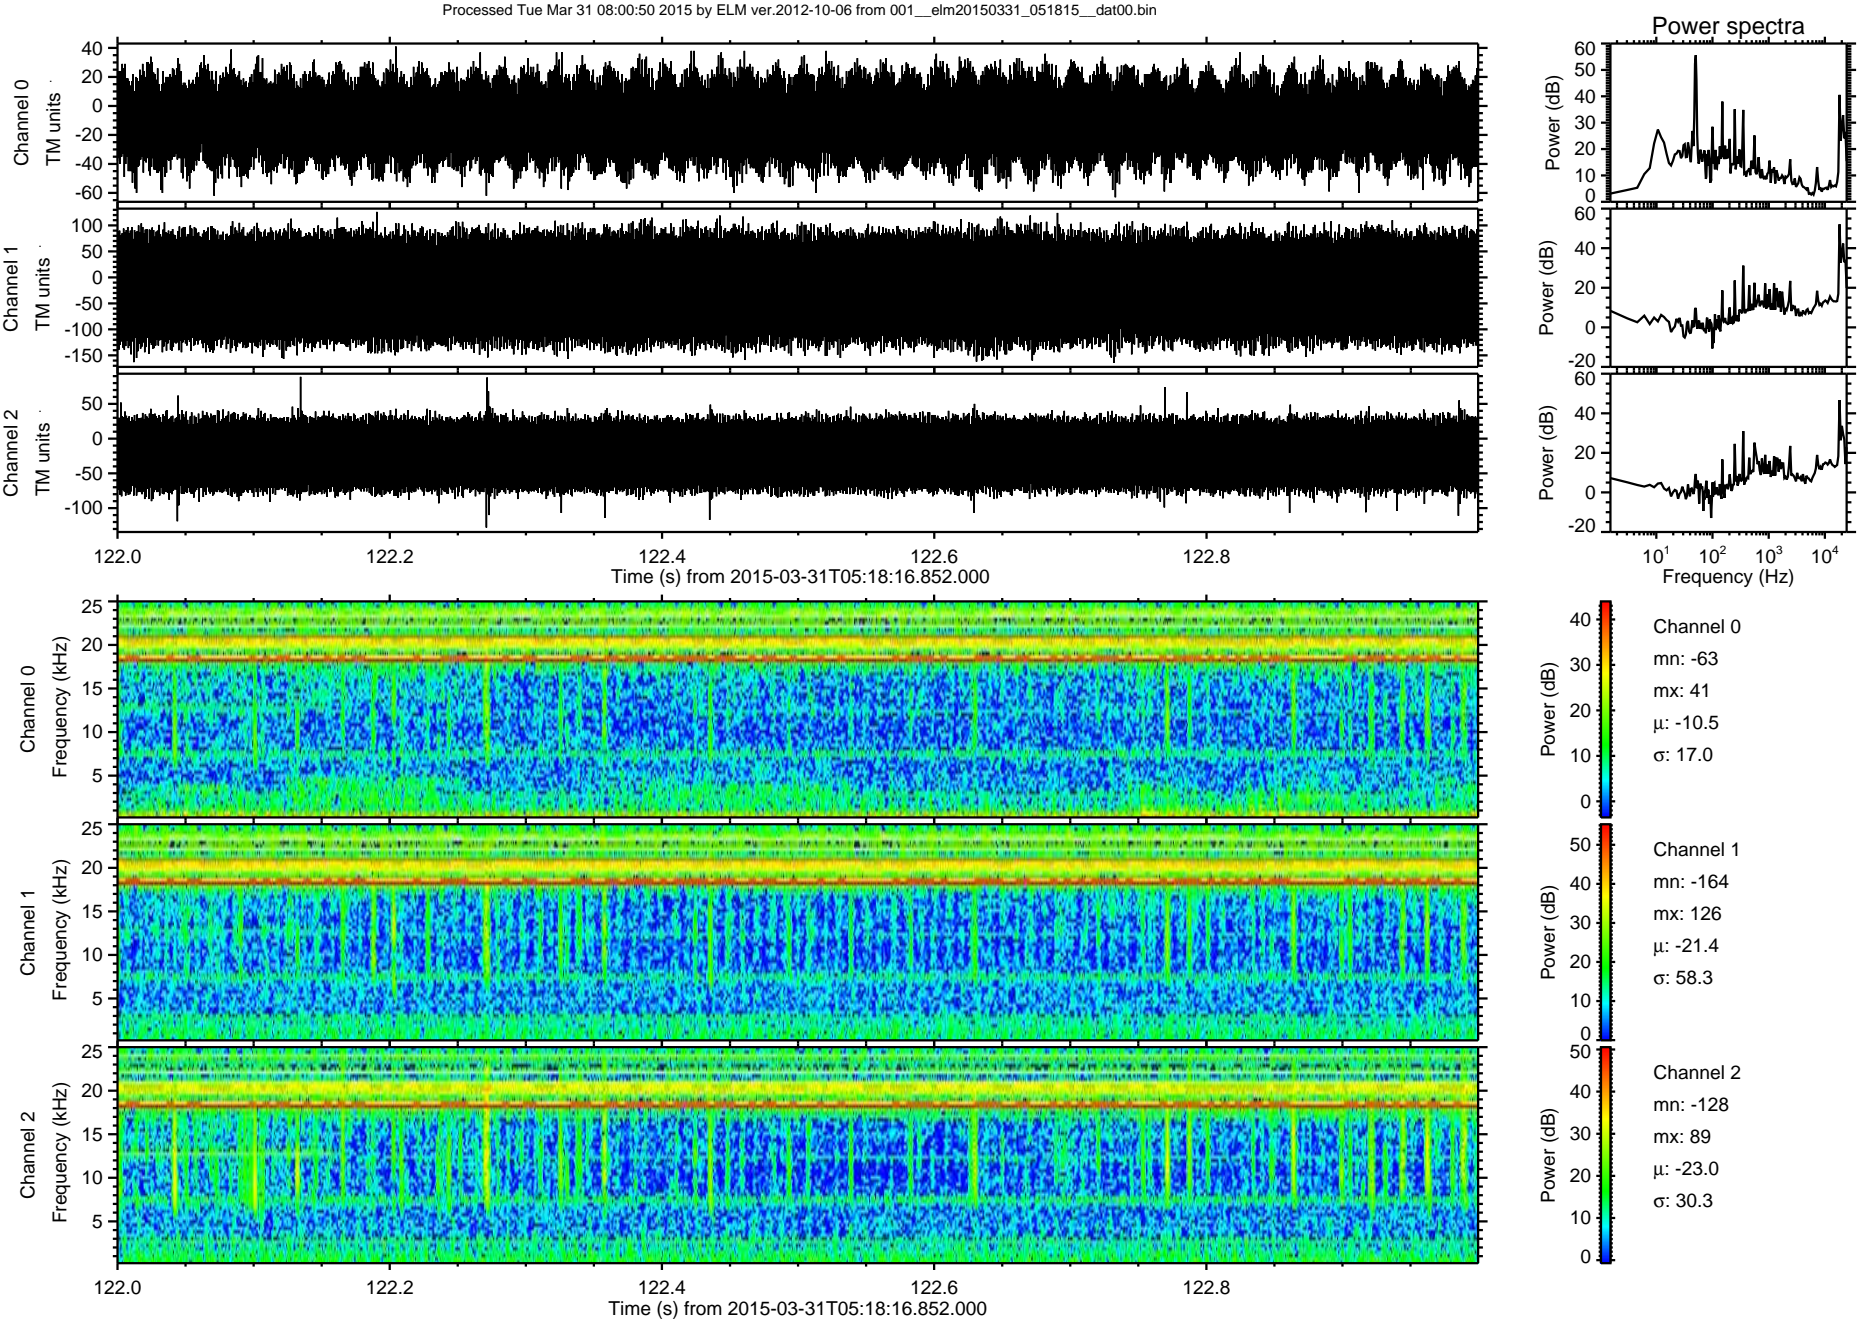 Processed Tue Mar 31 08:00:50 2015 by ELM ver.2012-10-06 from 001__elm20150331_051815__dat00.bin
Power spectra
Channel 0
TM units
40
20
0
-20
-40
-60
Power (dB)
60
50
40
30
20
10
0
Channel 1
TM units
100
50
0
-50
-100
-150
Power (dB)
60
40
20
0
-20
Channel 2
TM units
50
0
-50
-100
Power (dB)
60
40
20
0
-20
122.0 122.2 122.4 122.6 122.8
Time (s) from 2015-03-31T05:18:16.852.000
10^1 10^2 10^3 10^4
Frequency (Hz)
Channel 0
Frequency (kHz)
25
20
15
10
5
Power (dB)
40
30
20
10
0
Channel 0
mn: -63
mx: 41
μ: -10.5
σ: 17.0
Channel 1
Frequency (kHz)
25
20
15
10
5
Power (dB)
50
40
30
20
10
0
Channel 1
mn: -164
mx: 126
μ: -21.4
σ: 58.3
Channel 2
Frequency (kHz)
25
20
15
10
5
Power (dB)
50
40
30
20
10
0
Channel 2
mn: -128
mx: 89
μ: -23.0
σ: 30.3
122.0 122.2 122.4 122.6 122.8
Time (s) from 2015-03-31T05:18:16.852.000